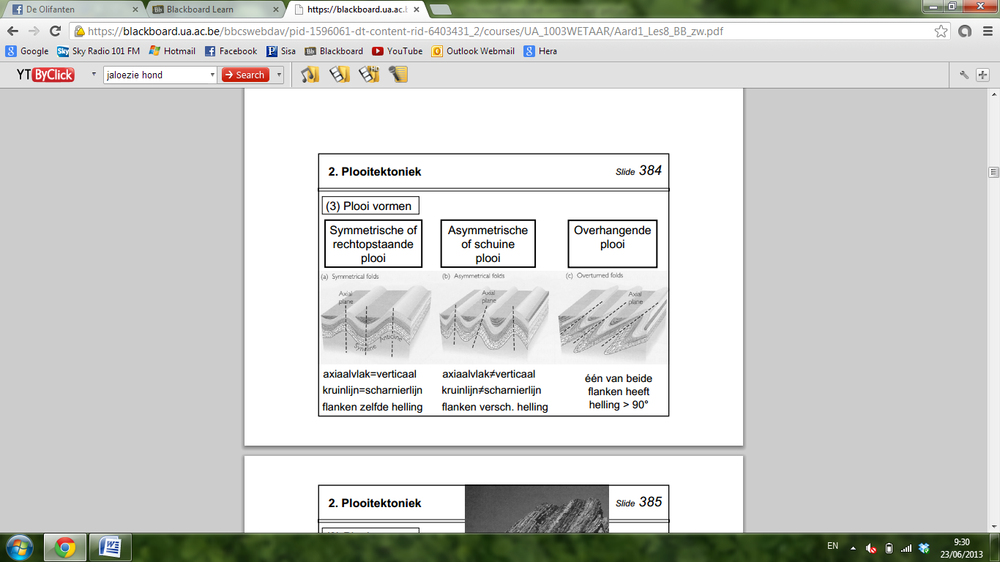 De Olifanten
Blackboard Learn
https://blackboard.ua.ac.b
https://blackboard.ua.ac.be/bbcswebdav/pid-1596061-dt-content-rid-6403431_2/courses/UA_1003WETAAR/Aard1_Les8_BB_zw.pdf
Google Sky Radio 101 FM Hotmail Facebook Sisa Blackboard YouTube Outlook Webmail Hera
YT ByClick jaloezie hond Search
2. Plooitektoniek Slide 384
(3) Plooi vormen
Symmetrische of
rechtopstaande
plooi
Asymmetrische
of schuine
plooi
Overhangende
plooi
(a) Symmetrical folds
(b) Asymmetrical folds
(c) Overturned folds
Axial
plane
Syncline
Anticline
Axial
plane
Axial
plane
axiaalvlak=verticaal
kruinlijn=scharnierlijn
flanken zelfde helling
axiaalvlak≠verticaal
kruinlijn≠scharnierlijn
flanken versch. helling
één van beide
flanken heeft
helling > 90°
2. Plooitektoniek Slide 385
EN
9:30
23/06/2013